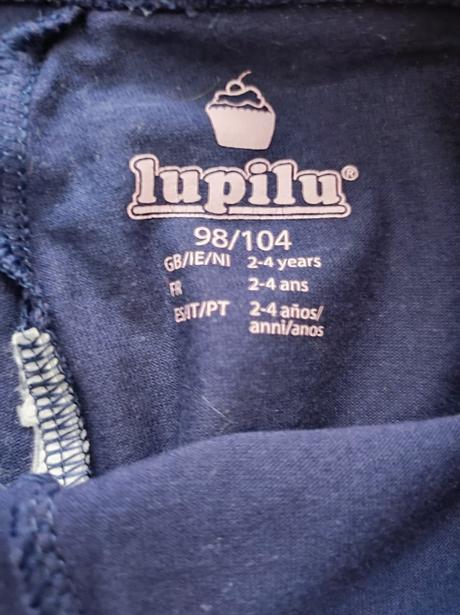 lupilu®
98/104
GB/IE/NI 2-4 years
FR 2-4 ans
ES/IT/PT 2-4 años/
anni/anos